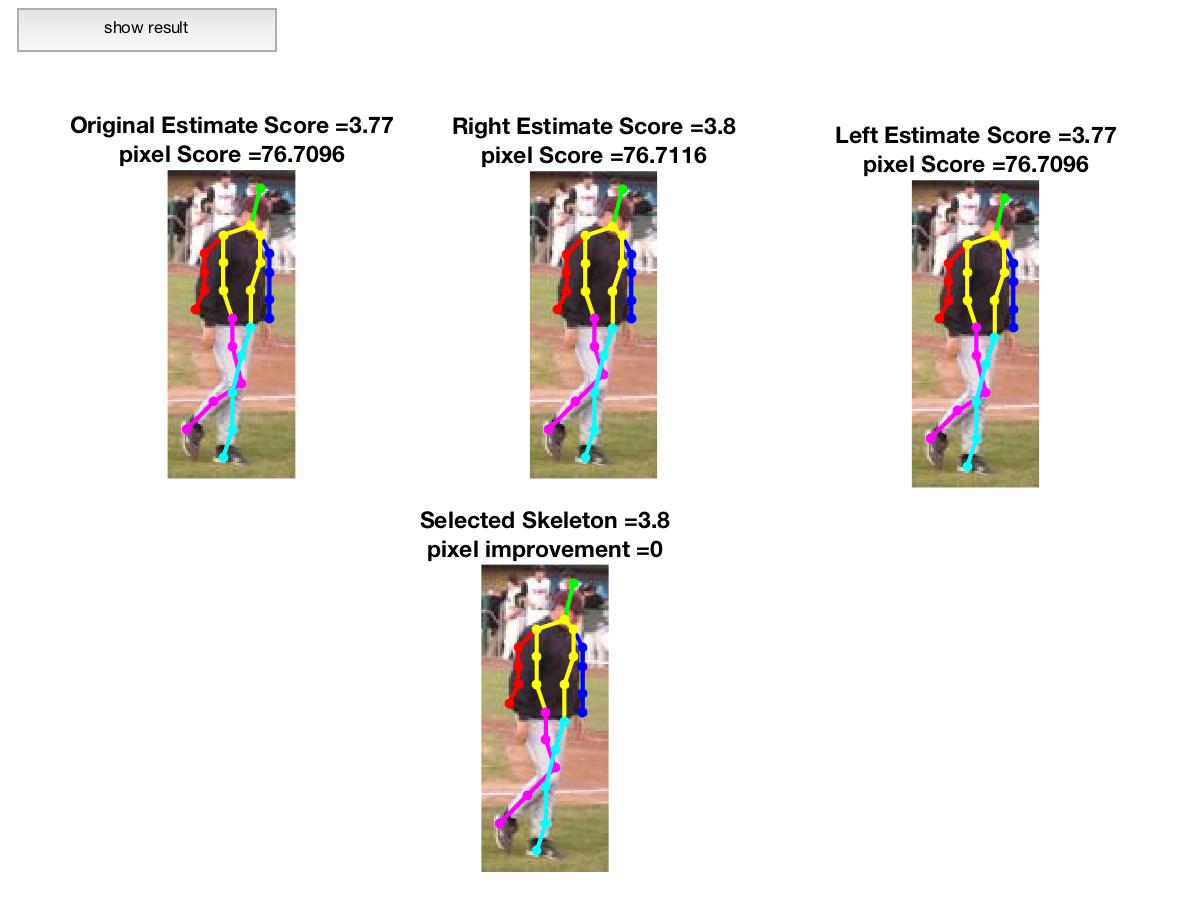 show result
Original Estimate Score =3.77
pixel Score =76.7096
Right Estimate Score =3.8
pixel Score =76.7116
Left Estimate Score =3.77
pixel Score =76.7096
Selected Skeleton =3.8
pixel improvement =0